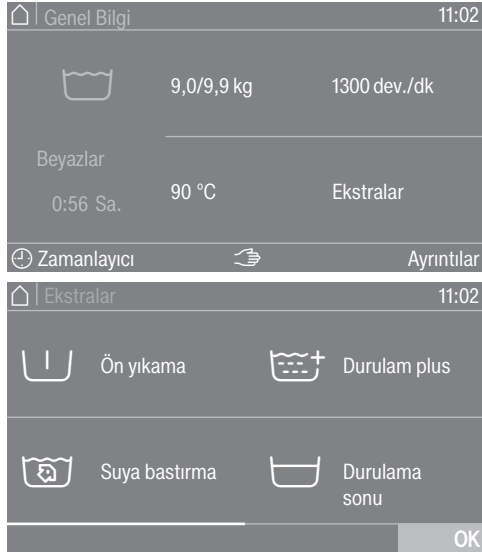 Genel Bilgi 11:02
9,0/9,9 kg 1300 dev./dk
Beyazlar
0:56 Sa.
90 °C Ekstralar
Zamanlayıcı Ayrıntılar
Ekstralar 11:02
Ön yıkama Durulam plus
Suya bastırma Durulama
sonu
OK